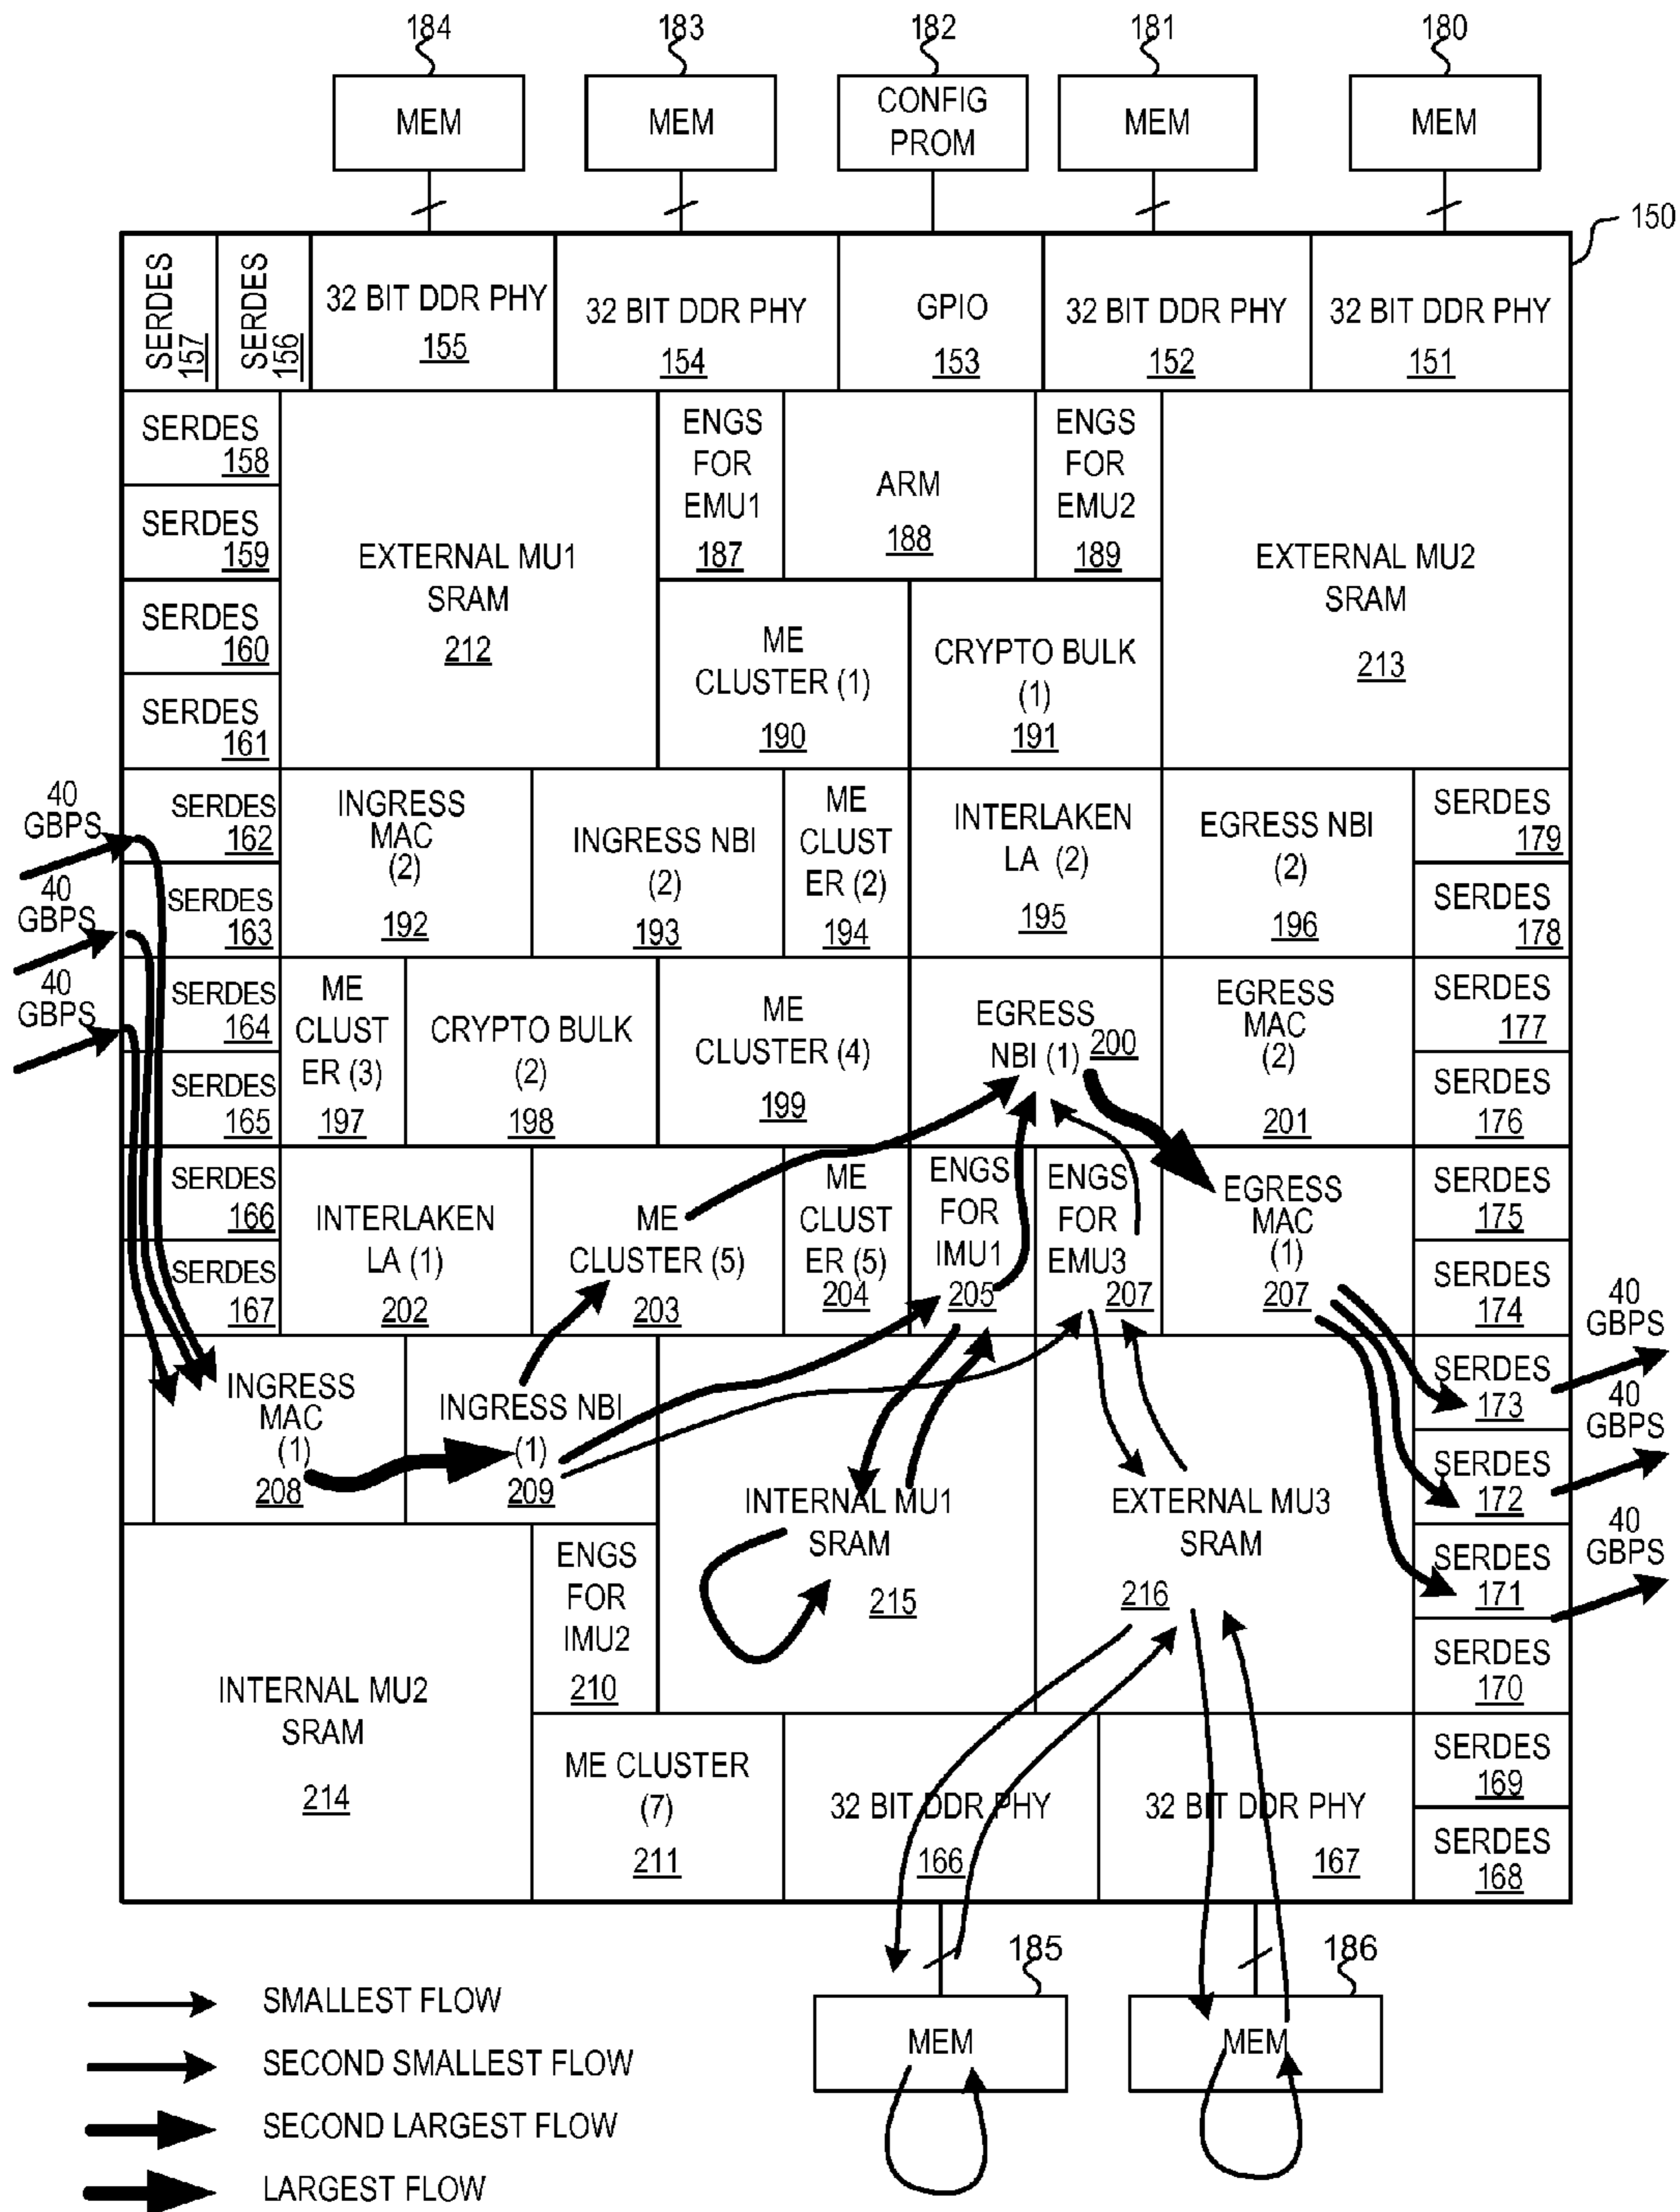 184
183
182
181
180
MEM
MEM
CONFIG
PROM
MEM
MEM
150
SERDES
157
SERDES
156
32 BIT DDR PHY
155
32 BIT DDR PHY
154
GPIO
153
32 BIT DDR PHY
152
32 BIT DDR PHY
151
SERDES
158
SERDES
159
SERDES
160
SERDES
161
EXTERNAL MU1
SRAM
212
ENGS
FOR
EMU1
187
ARM
188
ENGS
FOR
EMU2
189
EXTERNAL MU2
SRAM
213
ME
CLUSTER (1)
190
CRYPTO BULK
(1)
191
40
GBPS
40
GBPS
40
GBPS
SERDES
162
SERDES
163
INGRESS
MAC
(2)
192
INGRESS NBI
(2)
193
ME
CLUST
ER (2)
194
INTERLAKEN
LA (2)
195
EGRESS NBI
(2)
196
SERDES
179
SERDES
178
SERDES
164
SERDES
165
ME
CLUST
ER (3)
197
CRYPTO BULK
(2)
198
ME
CLUSTER (4)
199
EGRESS
NBI (1) 200
EGRESS
MAC
(2)
201
SERDES
177
SERDES
176
SERDES
166
SERDES
167
INTERLAKEN
LA (1)
202
ME
CLUSTER (5)
203
ME
CLUST
ER (5)
204
ENGS
FOR
IMU1
205
ENGS
FOR
EMU3
207
EGRESS
MAC
(1)
207
SERDES
175
SERDES
174
INGRESS
MAC
(1)
208
INGRESS NBI
(1)
209
INTERNAL MU1
SRAM
215
EXTERNAL MU3
SRAM
216
SERDES
173
SERDES
172
SERDES
171
SERDES
170
40
GBPS
40
GBPS
40
GBPS
INTERNAL MU2
SRAM
214
ENGS
FOR
IMU2
210
ME CLUSTER
(7)
211
32 BIT DDR PHY
166
32 BIT DDR PHY
167
SERDES
169
SERDES
168
185
186
MEM
MEM
SMALLEST FLOW
SECOND SMALLEST FLOW
SECOND LARGEST FLOW
LARGEST FLOW